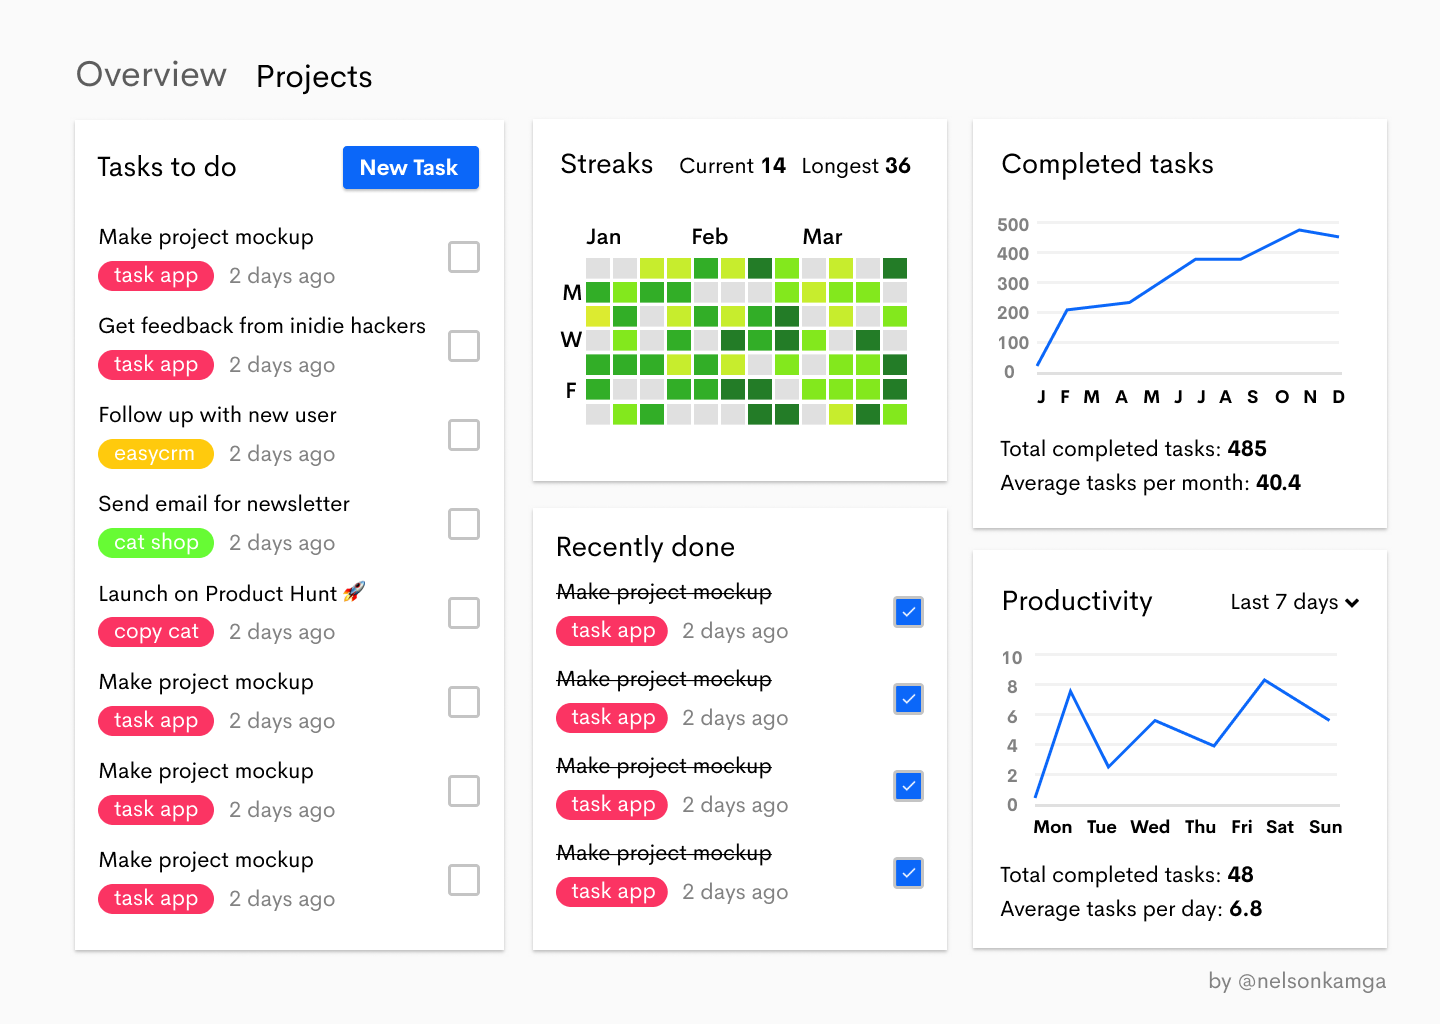 Overview Projects
Tasks to do New Task
Make project mockup
task app 2 days ago
Get feedback from inidie hackers
task app 2 days ago
Follow up with new user
easycrm 2 days ago
Send email for newsletter
cat shop 2 days ago
Launch on Product Hunt 🚀
copy cat 2 days ago
Make project mockup
task app 2 days ago
Make project mockup
task app 2 days ago
Make project mockup
task app 2 days ago
Streaks Current 14 Longest 36
Jan Feb Mar
M
W
F
Recently done
Make project mockup
task app 2 days ago
Make project mockup
task app 2 days ago
Make project mockup
task app 2 days ago
Make project mockup
task app 2 days ago
Completed tasks
500
400
300
200
100
0
J F M A M J J A S O N D
Total completed tasks: 485
Average tasks per month: 40.4
Productivity Last 7 days
10
8
6
4
2
0
Mon Tue Wed Thu Fri Sat Sun
Total completed tasks: 48
Average tasks per day: 6.8
by @nelsonkamga